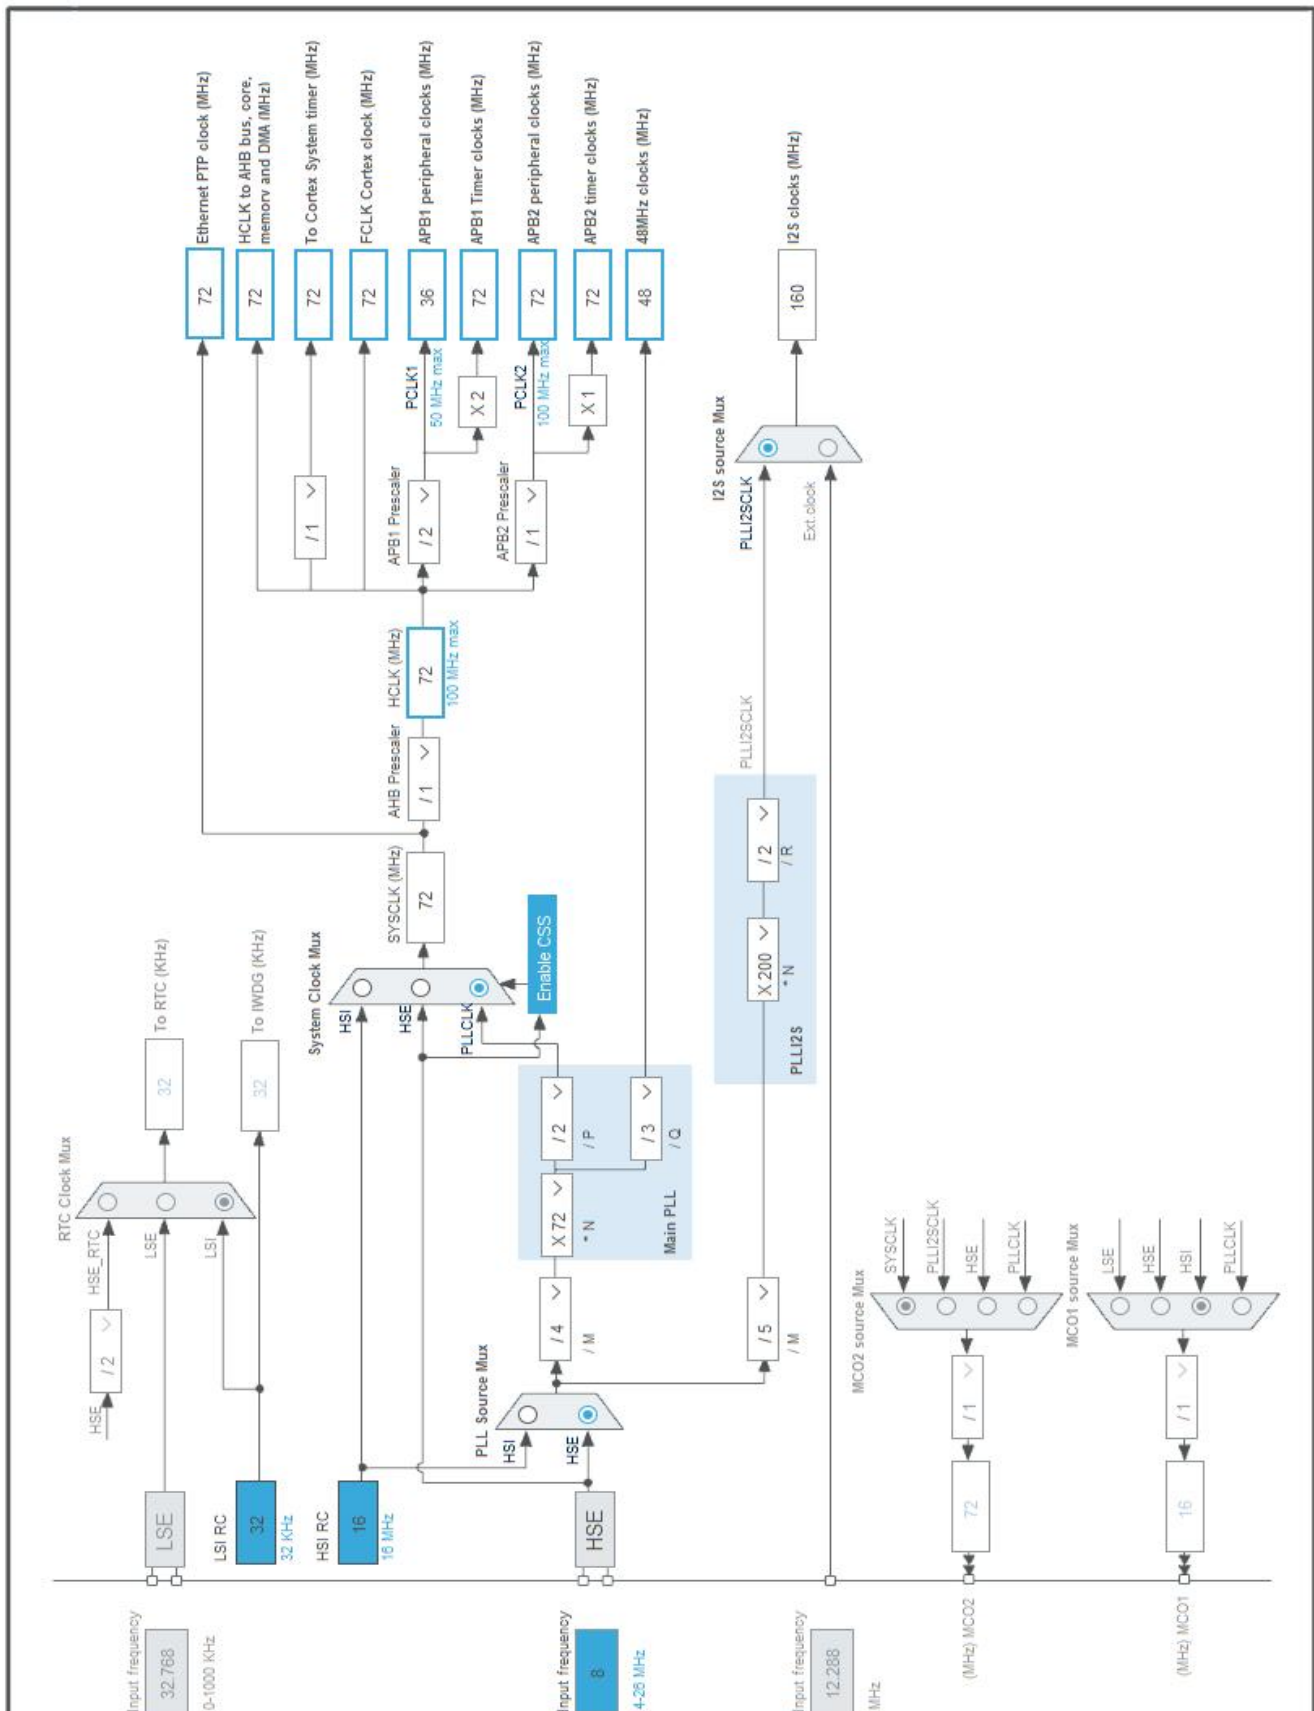 Input frequency
32.768
0-1000 KHz
LSE
HSE
/ 2
HSE_RTC
LSE
LSI
RTC Clock Mux
32
To RTC (KHz)
LSI RC
32
32 KHz
32
To IWDG (KHz)
HSI RC
16
16 MHz
System Clock Mux
HSI
HSE
PLLCLK
Enable CSS
SYSCLK (MHz)
72
AHB Prescaler
/ 1
HCLK (MHz)
72
100 MHz max
72
Ethernet PTP clock (MHz)
72
HCLK to AHB bus, core,
memory and DMA (MHz)
/ 1
72
To Cortex System timer (MHz)
72
FCLK Cortex clock (MHz)
APB1 Prescaler
/ 2
PCLK1
50 MHz max
36
APB1 peripheral clocks (MHz)
X 2
72
APB1 Timer clocks (MHz)
APB2 Prescaler
/ 1
PCLK2
100 MHz max
72
APB2 peripheral clocks (MHz)
X 1
72
APB2 timer clocks (MHz)
48
48MHz clocks (MHz)
Input frequency
8
4-26 MHz
HSE
PLL Source Mux
HSI
HSE
/ 4
/ M
X 72
* N
/ 2
/ P
/ 3
/ Q
Main PLL
/ 5
/ M
X 200
* N
/ 2
/ R
PLLI2S
PLLI2SCLK
I2S source Mux
PLLI2SCLK
Ext.clock
160
I2S clocks (MHz)
Input frequency
12.288
MHz
MCO2 source Mux
SYSCLK
PLLI2SCLK
HSE
PLLCLK
/ 1
72
(MHz) MCO2
MCO1 source Mux
LSE
HSE
HSI
PLLCLK
/ 1
16
(MHz) MCO1